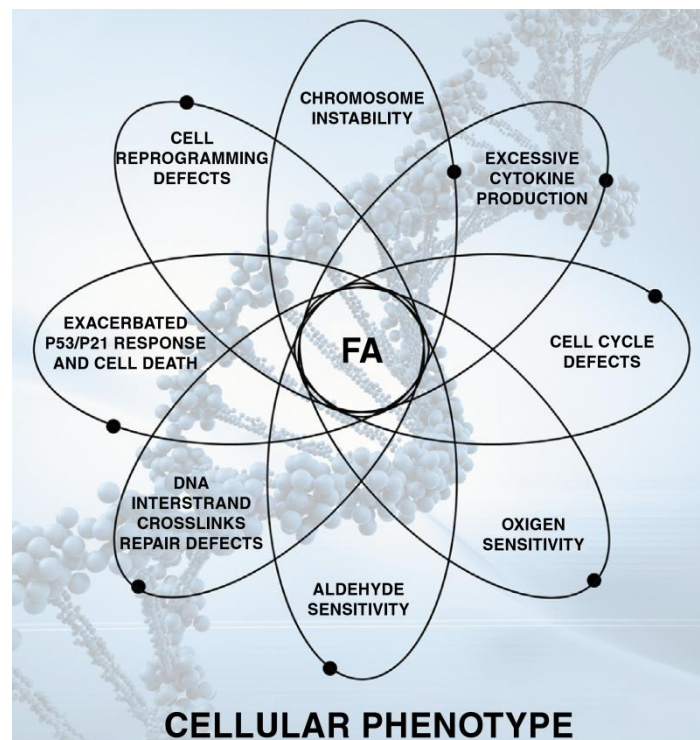 CHROMOSOME
INSTABILITY
EXCESSIVE
CYTOKINE
PRODUCTION
CELL CYCLE
DEFECTS
OXIGEN
SENSITIVITY
ALDEHYDE
SENSITIVITY
DNA
INTERSTRAND
CROSSLINKS
REPAIR DEFECTS
EXACERBATED
P53/P21 RESPONSE
AND CELL DEATH
CELL
REPROGRAMMING
DEFECTS
FA
CELLULAR PHENOTYPE